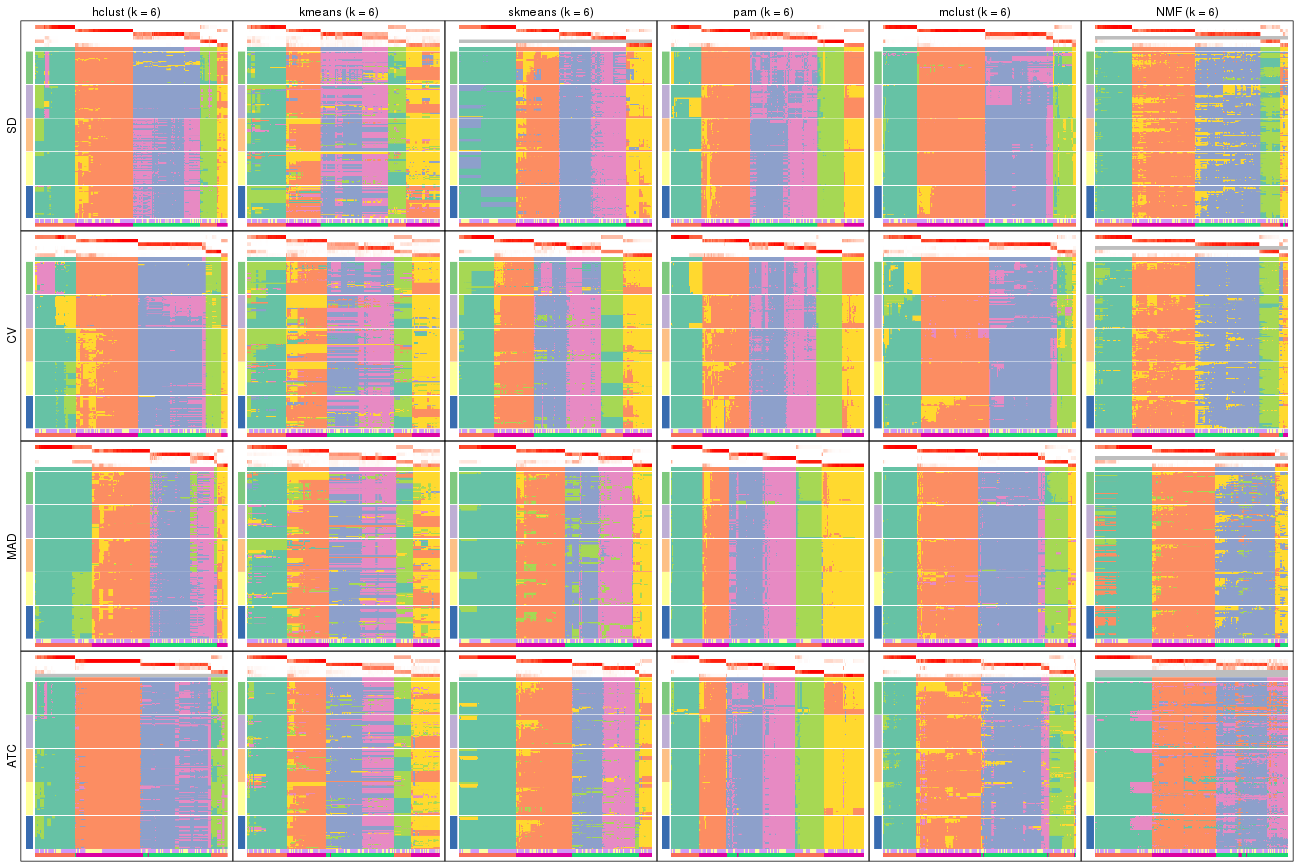 hclust (k = 6) kmeans (k = 6) skmeans (k = 6) pam (k = 6) mclust (k = 6) NMF (k = 6)
SD
CV
MAD
ATC